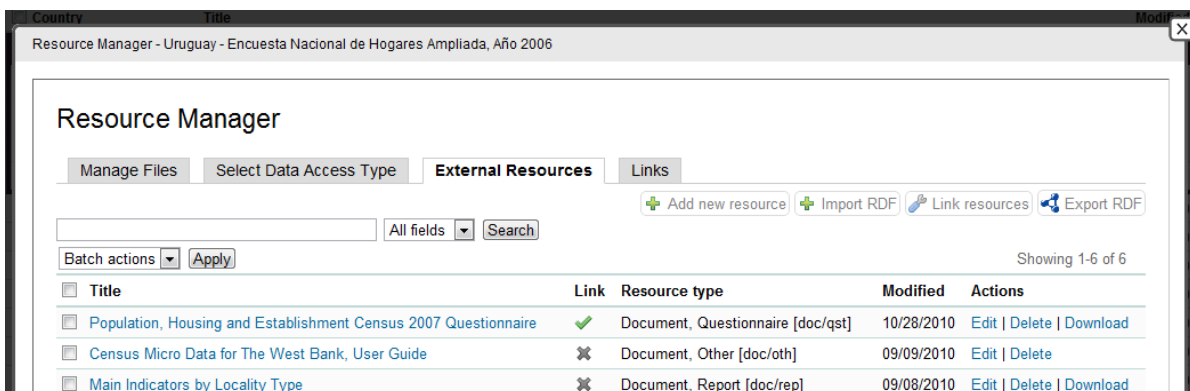 Country Title Modified
Resource Manager - Uruguay - Encuesta Nacional de Hogares Ampliada, Año 2006
Resource Manager
Manage Files Select Data Access Type External Resources Links
Add new resource Import RDF Link resources Export RDF
All fields Search
Batch actions Apply Showing 1-6 of 6
Title Link Resource type Modified Actions
Population, Housing and Establishment Census 2007 Questionnaire Document, Questionnaire [doc/qst] 10/28/2010 Edit | Delete | Download
Census Micro Data for The West Bank, User Guide Document, Other [doc/oth] 09/09/2010 Edit | Delete
Main Indicators by Locality Type Document, Report [doc/rep] 09/08/2010 Edit | Delete | Download